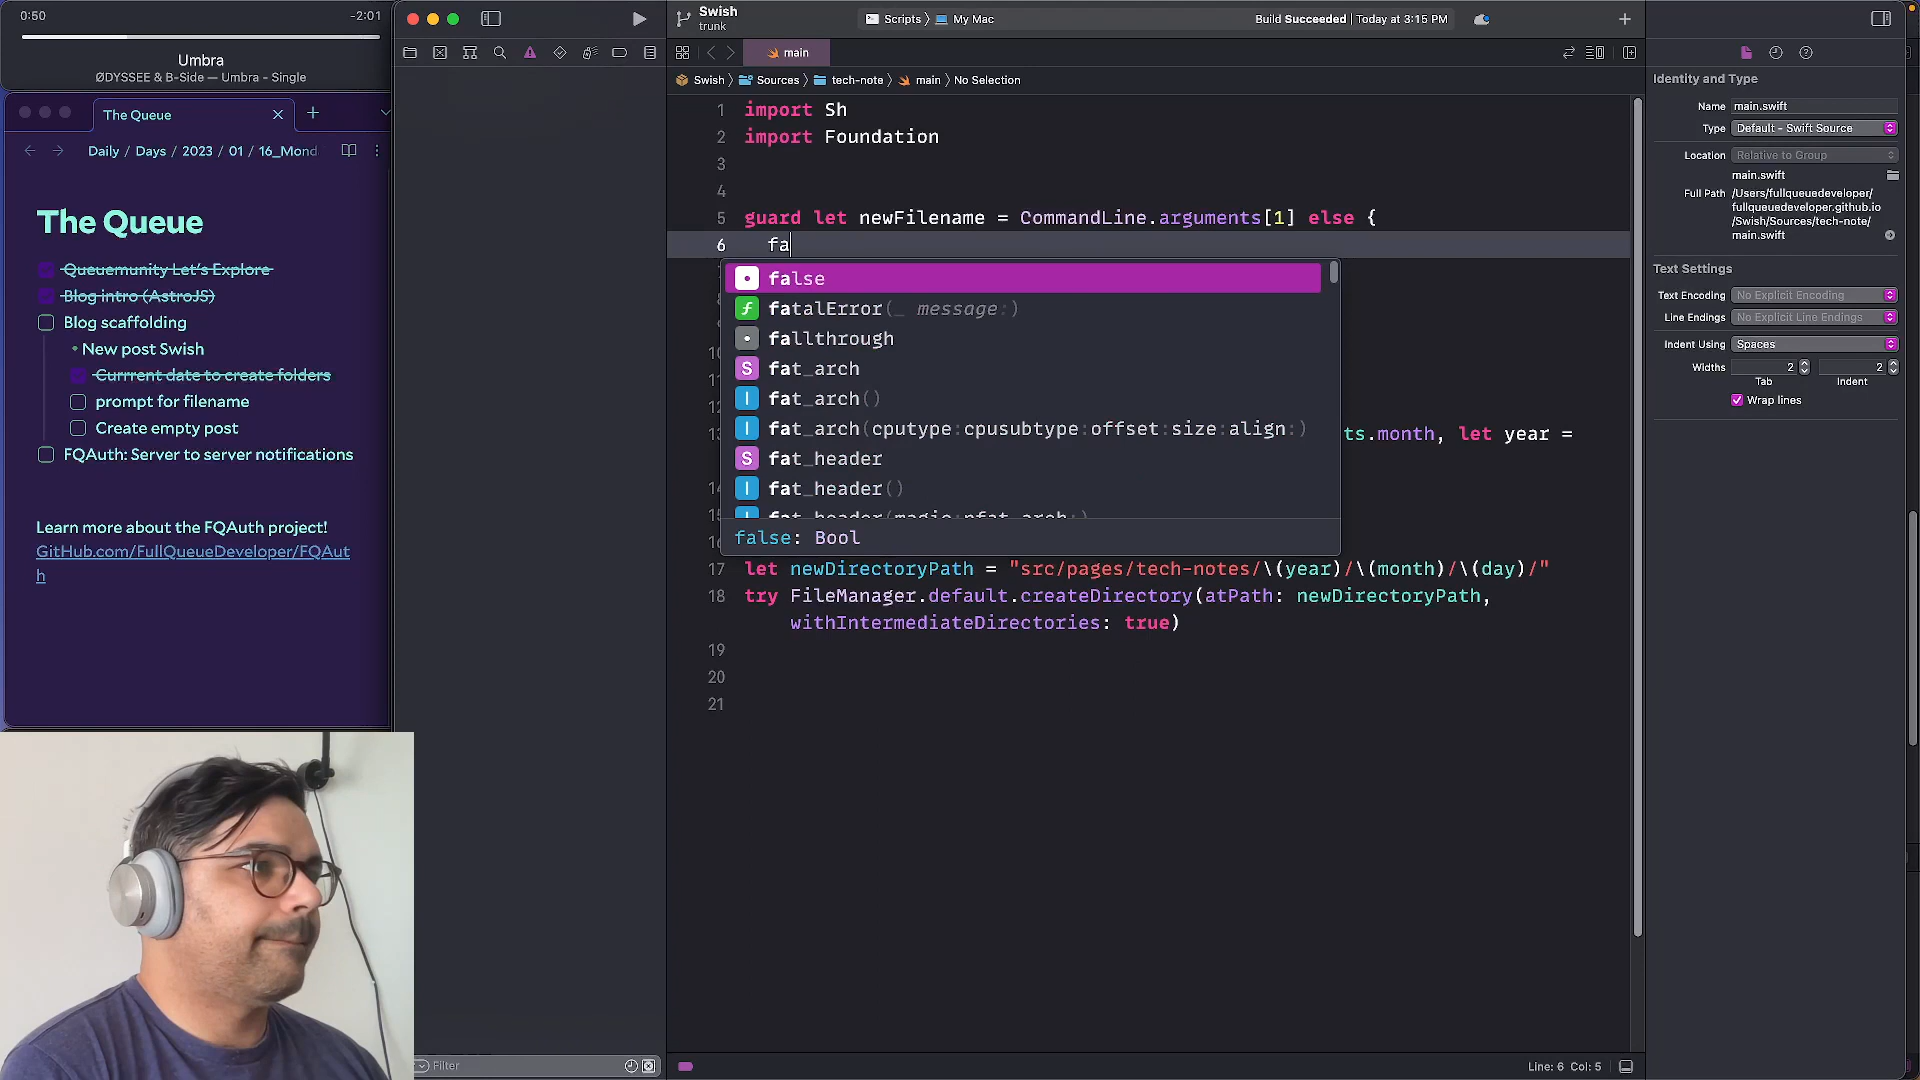 0:50
-2:01
Umbra
ØDYSSEE & B-Side — Umbra - Single
The Queue
Daily / Days / 2023 / 01 / 16_Mond
The Queue
Queuemunity Let's Explore
Blog intro (AstroJS)
Blog scaffolding
• New post Swish
Currrent date to create folders
prompt for filename
Create empty post
FQAuth: Server to server notifications
Learn more about the FQAuth project!
GitHub.com/FullQueueDeveloper/FQAut
h
Filter
Swish
trunk
Scripts
My Mac
Build Succeeded | Today at 3:15 PM
main
Swish
Sources
tech-note
main
No Selection
1 import Sh
2 import Foundation
3
4
5 guard let newFilename = CommandLine.arguments[1] else {
6 fa
false
fatalError(_ message:)
fallthrough
fat_arch
fat_arch()
fat_arch(cputype:cpusubtype:offset:size:align:)
fat_header
fat_header()
fat_header(magic:nfat_arch:)
false: Bool
ts.month, let year =
17 let newDirectoryPath = "src/pages/tech-notes/\(year)/\(month)/\(day)/"
18 try FileManager.default.createDirectory(atPath: newDirectoryPath,
withIntermediateDirectories: true)
19
20
21
Line: 6 Col: 5
Identity and Type
Name main.swift
Type Default - Swift Source
Location Relative to Group
main.swift
Full Path /Users/fullqueuedeveloper/
fullqueuedeveloper.github.io
/Swish/Sources/tech-note/
main.swift
Text Settings
Text Encoding No Explicit Encoding
Line Endings No Explicit Line Endings
Indent Using Spaces
Widths 2 2
Tab Indent
Wrap lines